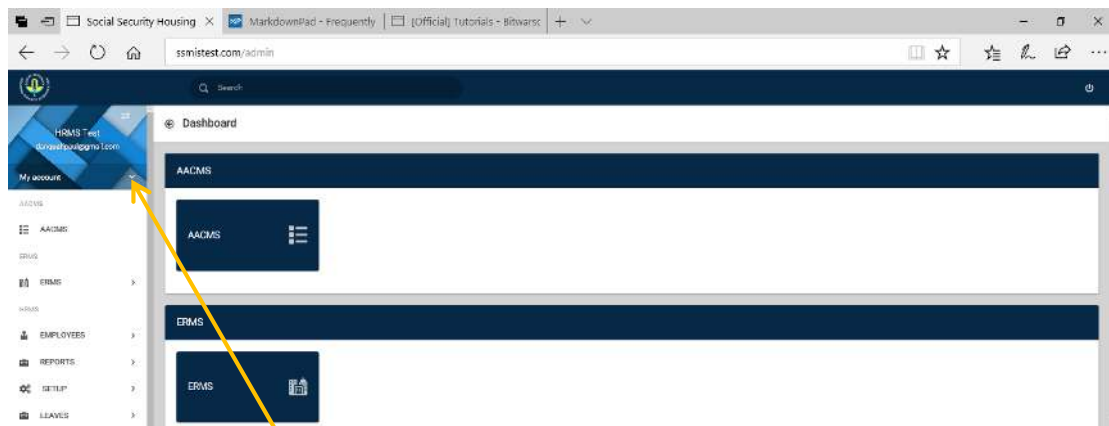 Social Security Housing
MarkdownPad - Frequently
[Official] Tutorials - Bitwarsc
ssmistest.com/admin
Search
HRMS Test
Dashboard
My account
AACMS
AACMS
AACMS
AACMS
ERMS
ERMS
HRMS
ERMS
EMPLOYEES
REPORTS
ERMS
SETUP
LEAVES